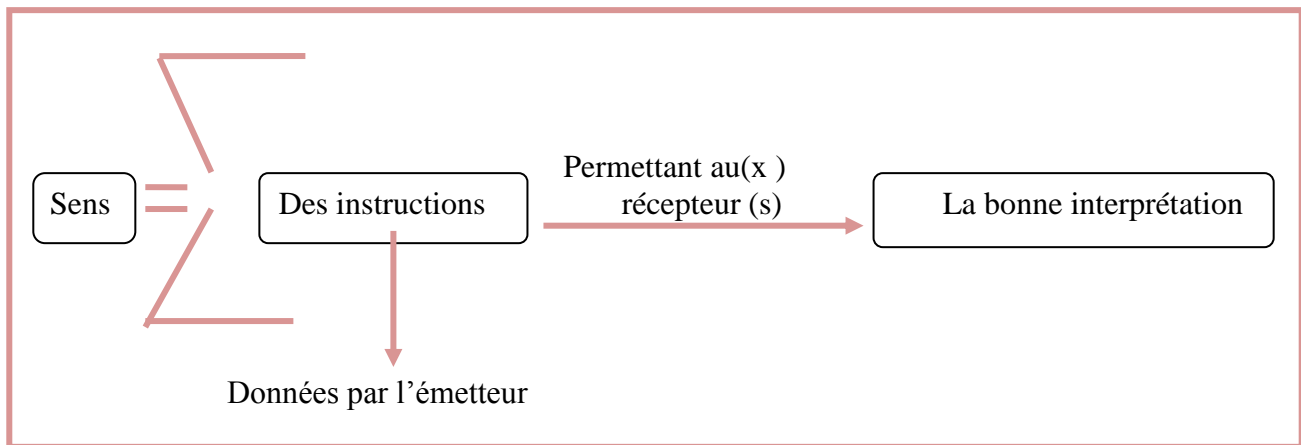 Sens
=
Des instructions
Permettant au(x )
récepteur (s)
La bonne interprétation
Données par l’émetteur